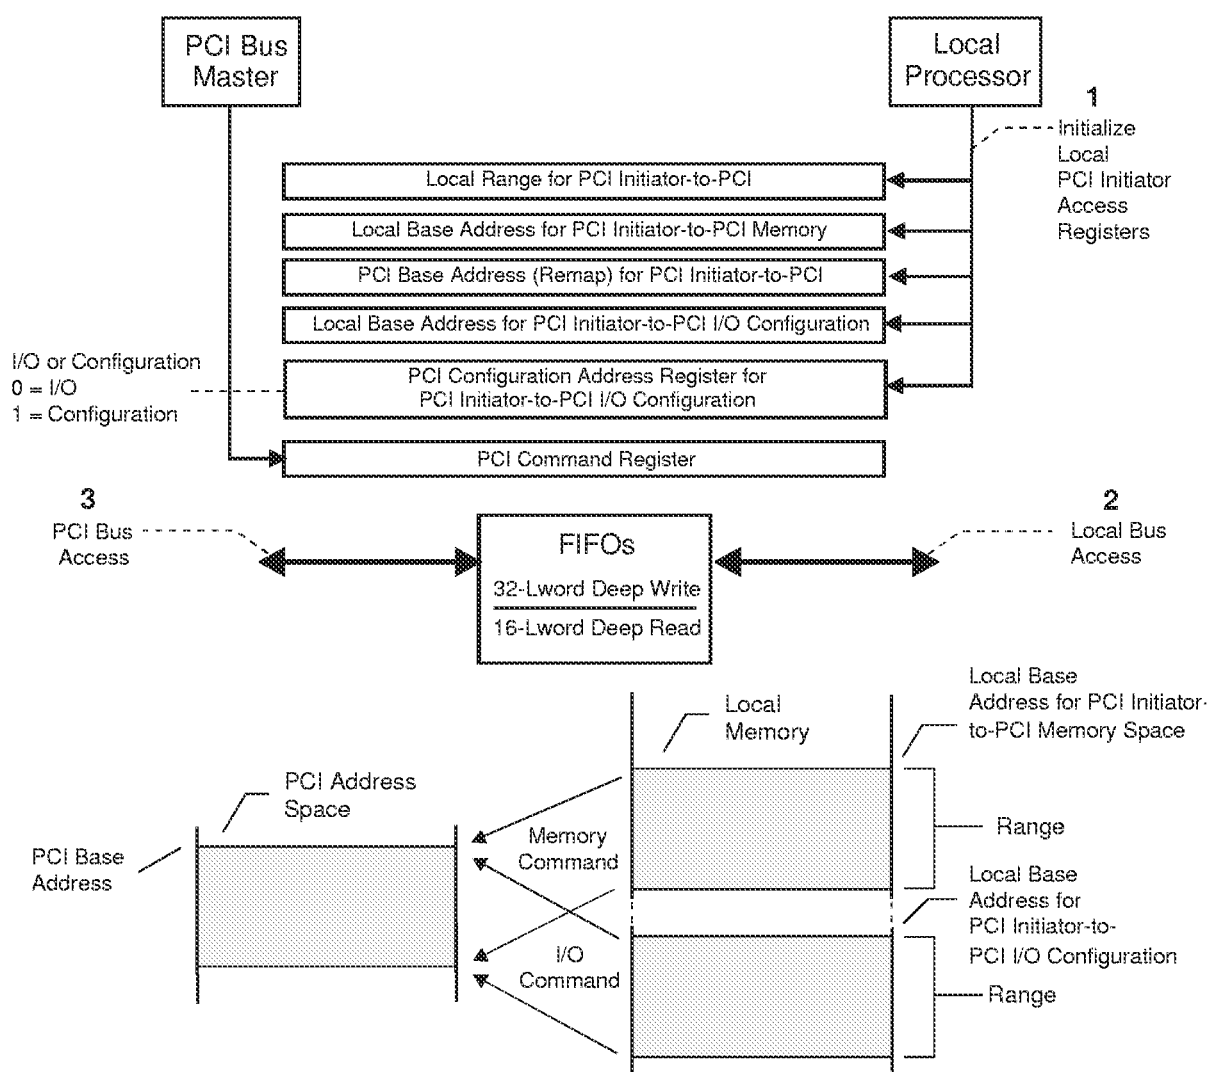 PCI Bus
Master
Local
Processor
1
Initialize
Local
PCI Initiator
Access
Registers
Local Range for PCI Initiator-to-PCI
Local Base Address for PCI Initiator-to-PCI Memory
PCI Base Address (Remap) for PCI Initiator-to-PCI
Local Base Address for PCI Initiator-to-PCI I/O Configuration
I/O or Configuration
0 = I/O
1 = Configuration
PCI Configuration Address Register for
PCI Initiator-to-PCI I/O Configuration
PCI Command Register
3
PCI Bus
Access
FIFOs
32-Lword Deep Write
16-Lword Deep Read
2
Local Bus
Access
Local Base
Address for PCI Initiator-
to-PCI Memory Space
Local
Memory
PCI Address
Space
PCI Base
Address
Memory
Command
Range
Local Base
Address for
PCI Initiator-to-
PCI I/O Configuration
I/O
Command
Range